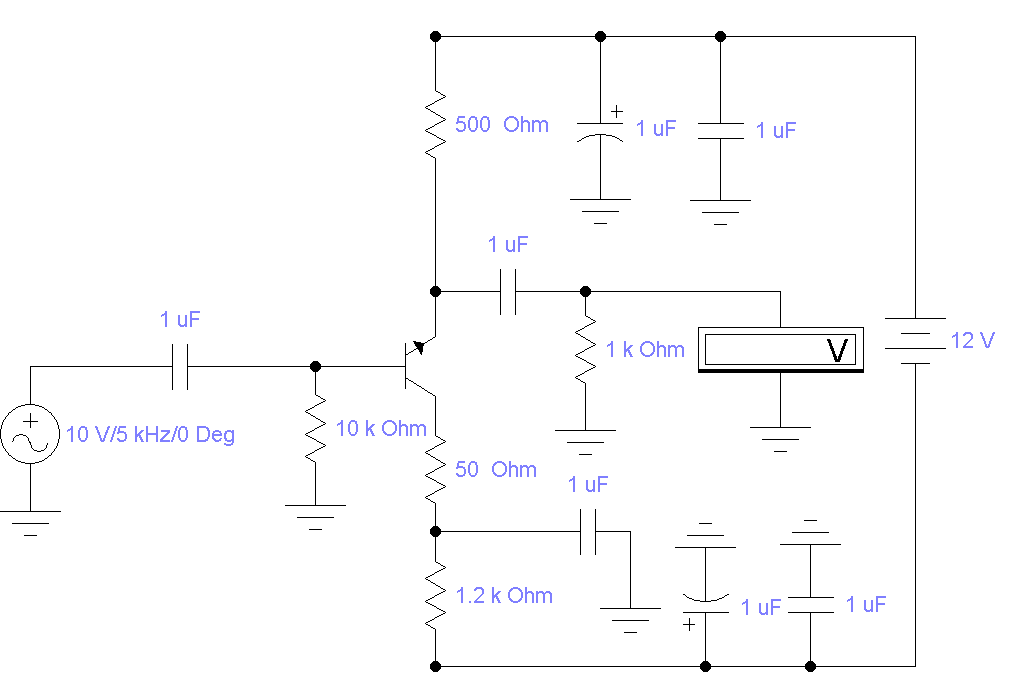 500 Ohm
+
1 uF
1 uF
1 uF
1 uF
1 k Ohm
V
12 V
+
10 V/5 kHz/0 Deg
10 k Ohm
50 Ohm
1 uF
1.2 k Ohm
+
1 uF
1 uF